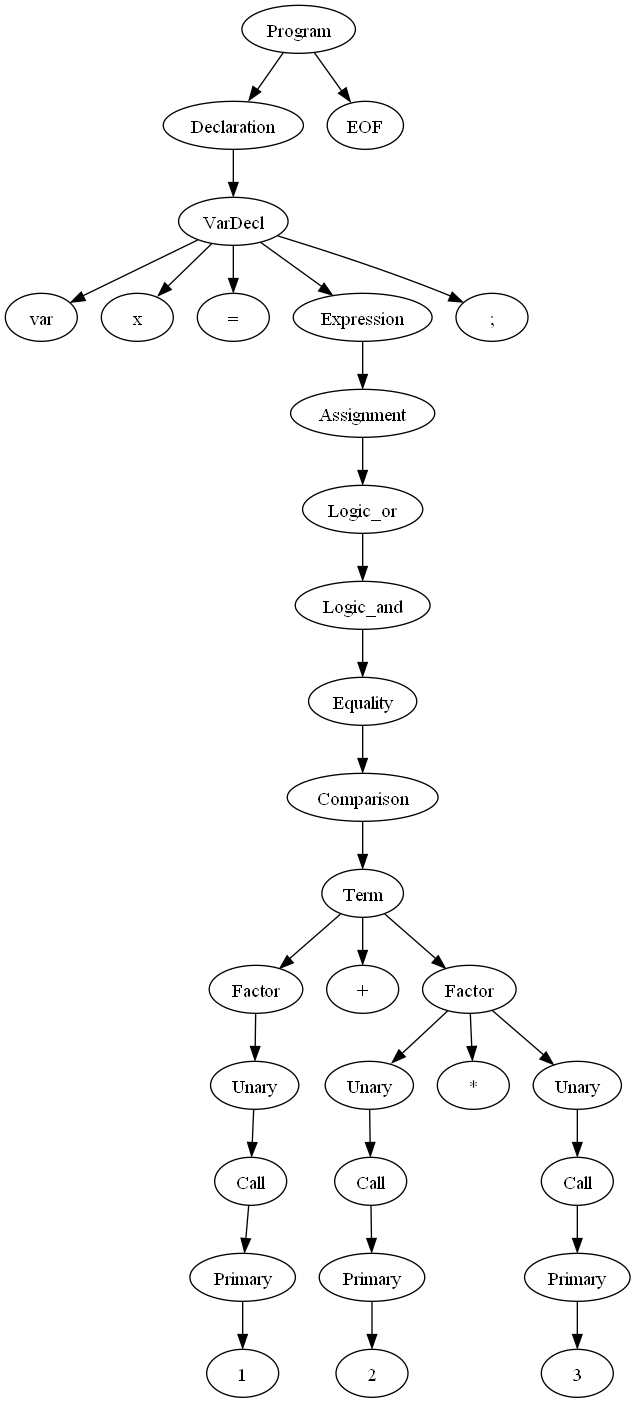 Program
Declaration
EOF
VarDecl
var
x
=
Expression
;
Assignment
Logic_or
Logic_and
Equality
Comparison
Term
Factor
+
Factor
Unary
Unary
*
Unary
Call
Call
Call
Primary
Primary
Primary
1
2
3